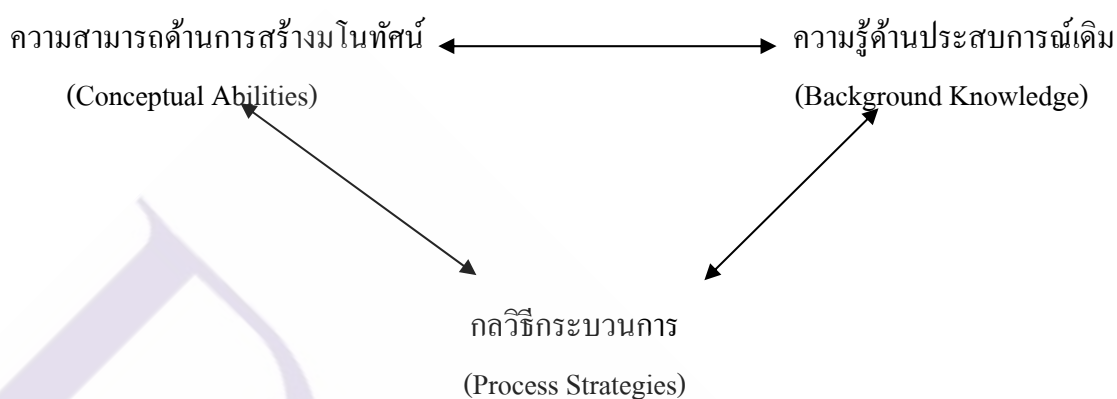 ความสามารถด้านการสร้างมโนทัศน์ ความรู้ด้านประสบการณ์เดิม
(Conceptual Abilities) (Background Knowledge)
กลวิธีกระบวนการ
(Process Strategies)